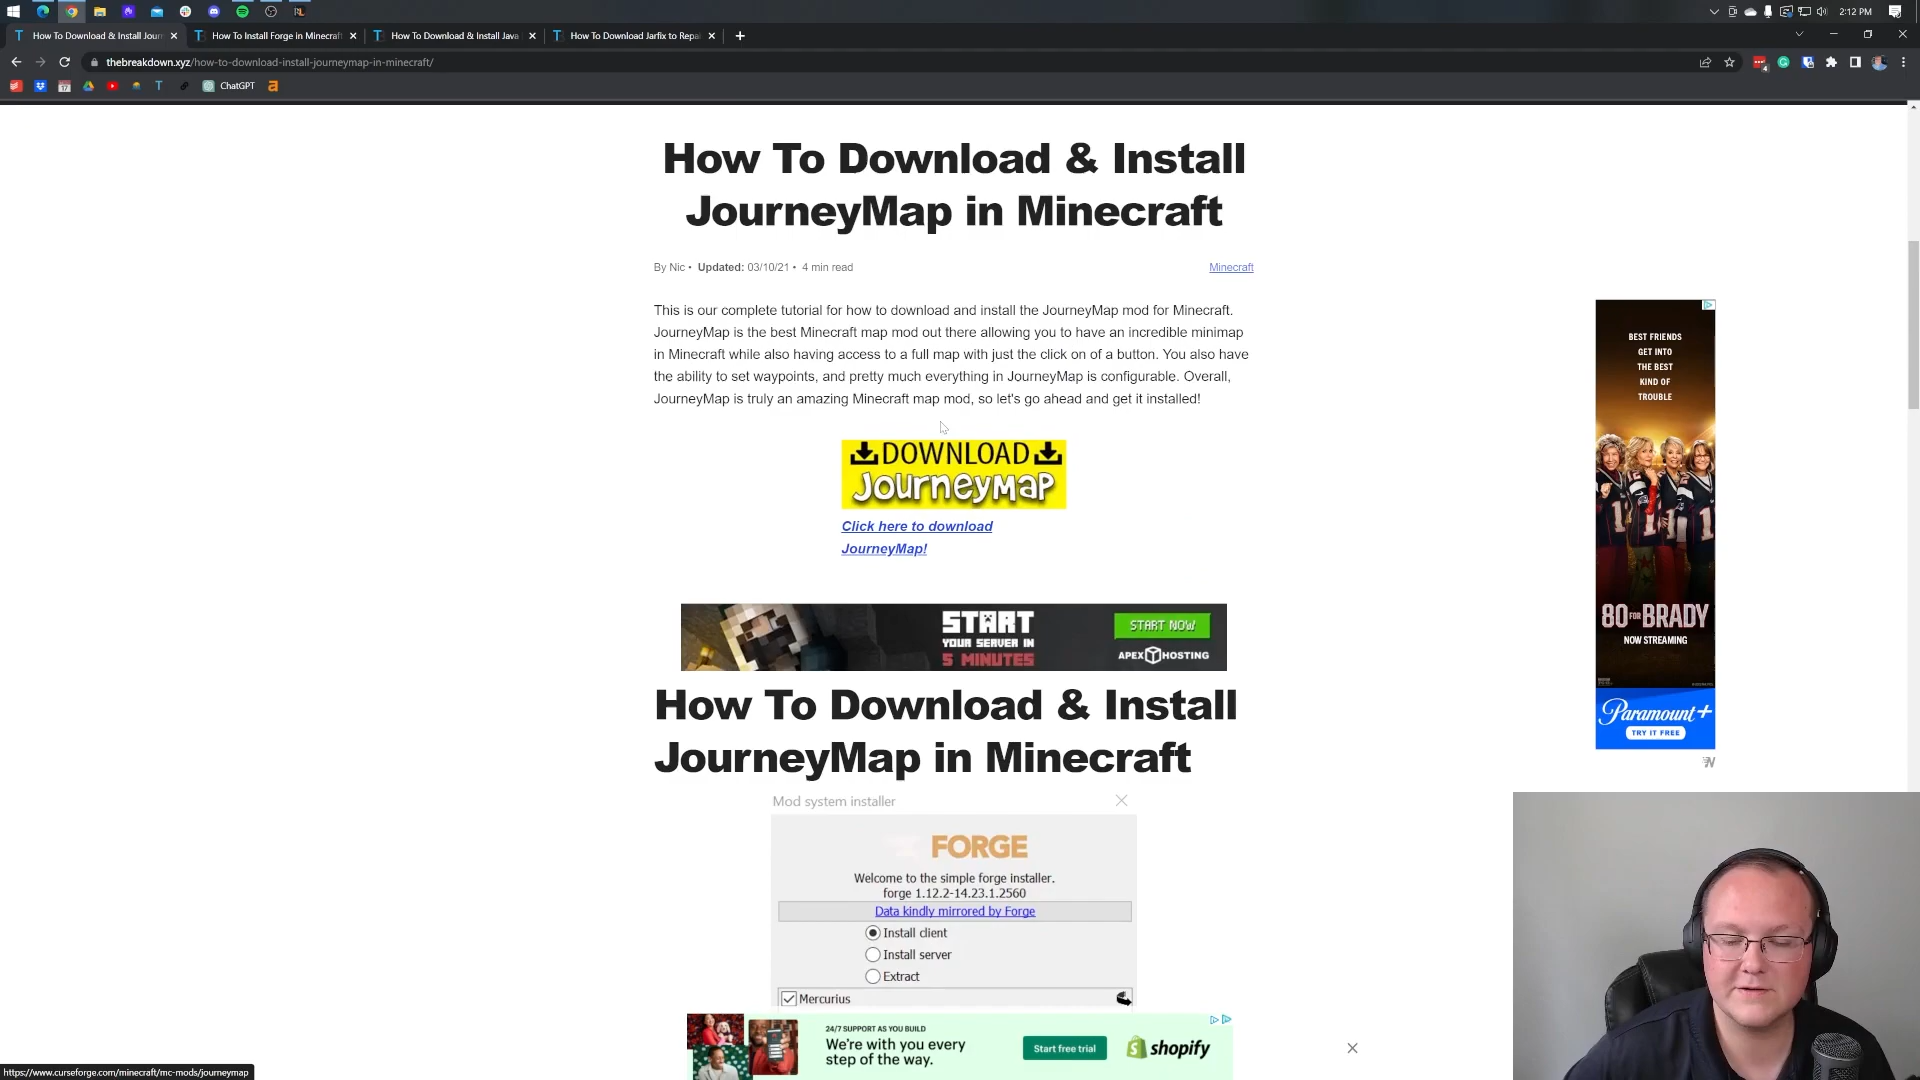 2:12 PM
How To Download & Install Jour
How To Install Forge in Minecraft
How To Download & Install Java
How To Download Jarfix to Repa
thebreakdown.xyz/how-to-download-install-journeymap-in-minecraft/
ChatGPT
How To Download & Install
JourneyMap in Minecraft
By Nic • Updated: 03/10/21 • 4 min read
Minecraft
This is our complete tutorial for how to download and install the JourneyMap mod for Minecraft.
JourneyMap is the best Minecraft map mod out there allowing you to have an incredible minimap
in Minecraft while also having access to a full map with just the click on of a button. You also have
the ability to set waypoints, and pretty much everything in JourneyMap is configurable. Overall,
JourneyMap is truly an amazing Minecraft map mod, so let's go ahead and get it installed!
DOWNLOAD
JourneyMap
Click here to download
JourneyMap!
START
YOUR SERVER IN
5 MINUTES
START NOW
APEX HOSTING
How To Download & Install
JourneyMap in Minecraft
Mod system installer
FORGE
Welcome to the simple forge installer.
forge 1.12.2-14.23.1.2560
Data kindly mirrored by Forge
Install client
Install server
Extract
Mercurius
24/7 SUPPORT AS YOU BUILD
We're with you every
step of the way.
Start free trial
shopify
BEST FRIENDS
GET INTO
THE BEST
KIND OF
TROUBLE
80 FOR BRADY
NOW STREAMING
Paramount+
TRY IT FREE
https://www.curseforge.com/minecraft/mc-mods/journeymap